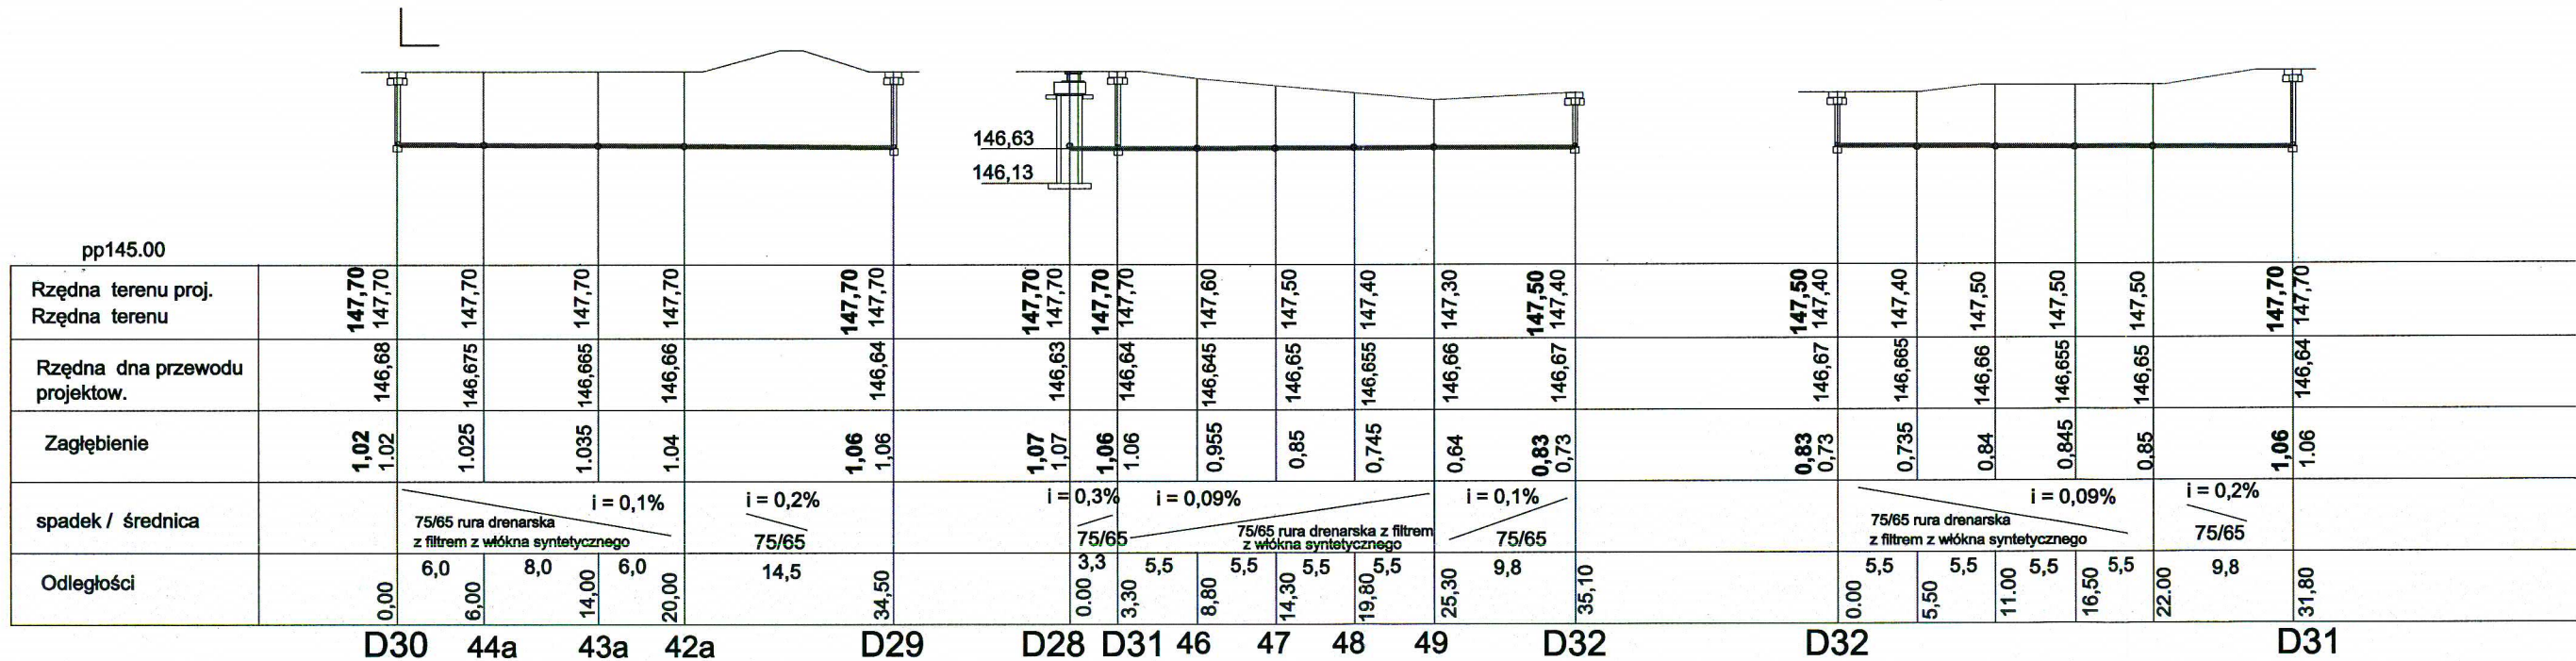 146,63
146,13
pp145.00
Rzędna terenu proj.
Rzędna terenu
147,70 147,70 147,70 147,70 147,70 147,70 147,70 147,70 147,70 147,70 147,70 147,60 147,50 147,40 147,30 147,50 147,40 147,50 147,40 147,40 147,50 147,50 147,50 147,70 147,70
Rzędna dna przewodu
projektow.
146,68 146,675 146,665 146,66 146,64 146,63 146,64 146,645 146,65 146,655 146,66 146,67 146,67 146,665 146,66 146,655 146,65 146,64
Zagłębienie
1,02 1.02 1.025 1.035 1.04 1,06 1,06 1,07 1,07 1,06 1.06 0,955 0,85 0,745 0,64 0,83 0,73 0,83 0,73 0,735 0,84 0,845 0,85 1,06 1.06
spadek / średnica
i = 0,1% i = 0,2% i = 0,3% i = 0,09% i = 0,1% i = 0,09% i = 0,2%
75/65 rura drenarska
z filtrem z włókna syntetycznego
75/65
75/65
75/65 rura drenarska z filtrem
z włókna syntetycznego
75/65
75/65 rura drenarska
z filtrem z włókna syntetycznego
75/65
Odległości
6,0 8,0 6,0 14,5 3,3 5,5 5,5 5,5 5,5 9,8 5,5 5,5 5,5 5,5 9,8
0,00 6,00 14,00 20,00 34,50 0.00 3,30 8,80 14,30 19,80 25,30 35,10 0.00 5,50 11.00 16,50 22.00 31,80
D30 44a 43a 42a D29 D28 D31 46 47 48 49 D32 D32 D31